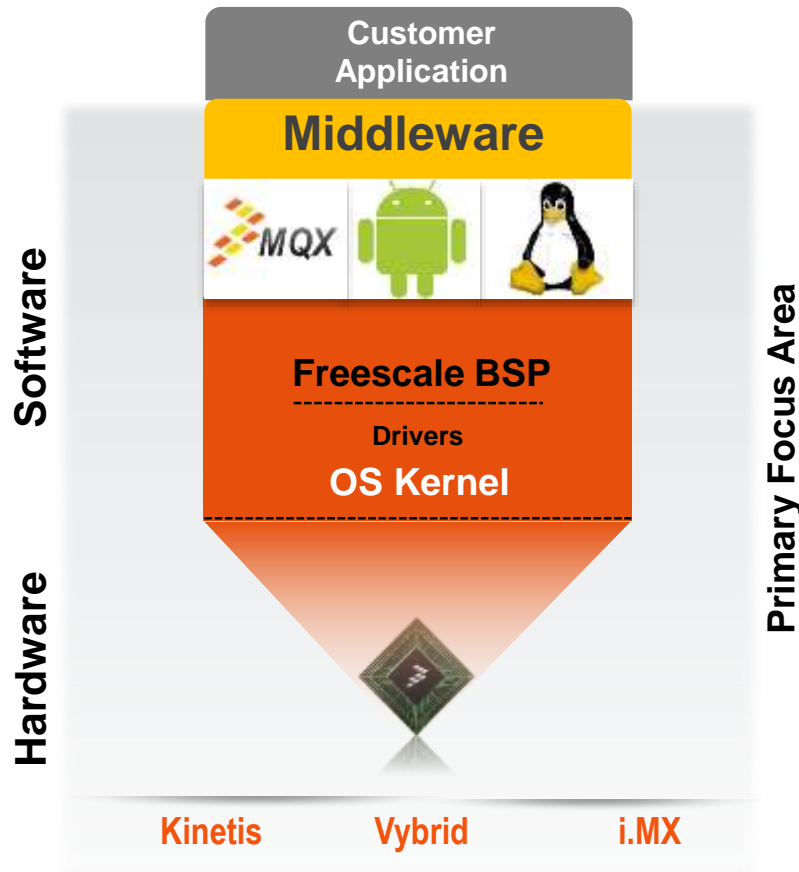 Customer
Application
Middleware
MQX
Software
Freescale BSP
Drivers
OS Kernel
Primary Focus Area
Hardware
Kinetis
Vybrid
i.MX